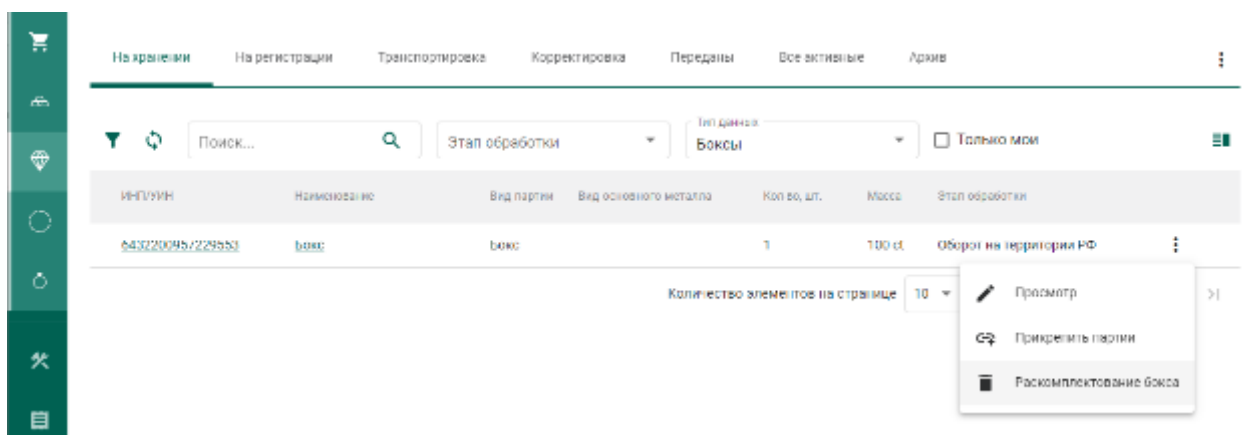 На хранении На регистрации Транспортировка Корректировка Переданы Все активные Архив
Поиск... Этап обработки Тип данных Боксы Только мои
ИНП/УИН Наименование Вид партии Вид основного металла Кол-во, шт. Масса Этап обработки
6432200957229553 Бокс Бокс 1 100 ct Оборот на территории РФ
Количество элементов на странице 10
Просмотр
Прикрепить партии
Раскомплектование бокса